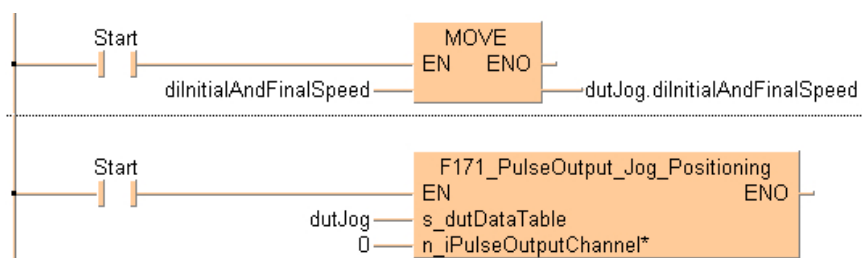 Start
MOVE
EN ENO
diInitialAndFinalSpeed
dutJog.diInitialAndFinalSpeed
Start
F171_PulseOutput_Jog_Positioning
EN ENO
dutJog s_dutDataTable
0 n_iPulseOutputChannel*